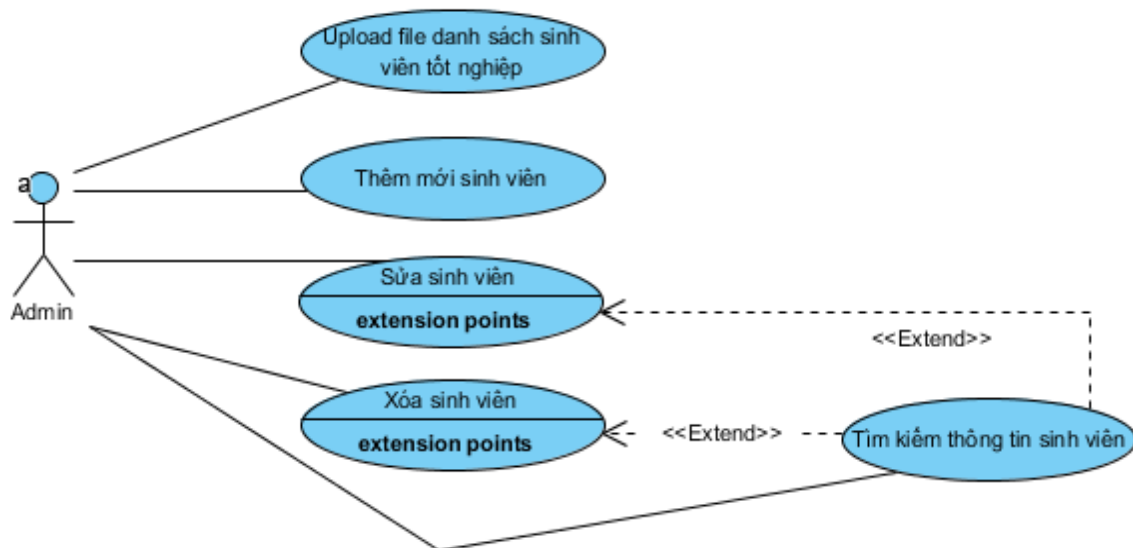 Upload file danh sách sinh
viên tốt nghiệp
Thêm mới sinh viên
a
Admin
Sửa sinh viên
extension points
<<Extend>>
Xóa sinh viên
extension points
<<Extend>>
Tìm kiếm thông tin sinh viên